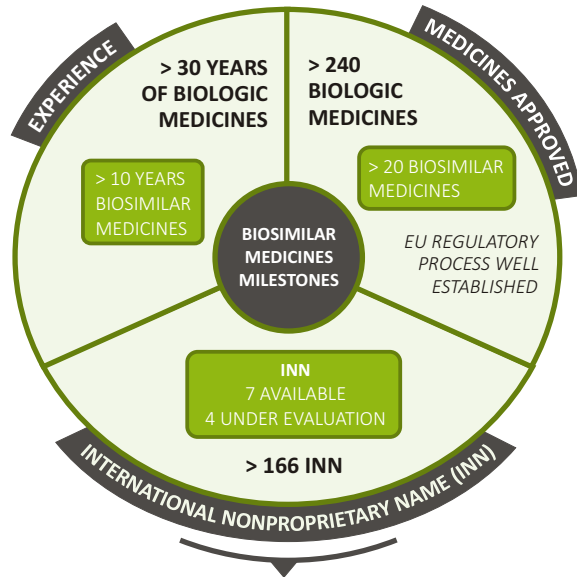 EXPERIENCE
> 30 YEARS
OF BIOLOGIC
MEDICINES
> 10 YEARS
BIOSIMILAR
MEDICINES
MEDICINES APPROVED
> 240
BIOLOGIC
MEDICINES
> 20 BIOSIMILAR
MEDICINES
EU REGULATORY
PROCESS WELL
ESTABLISHED
BIOSIMILAR
MEDICINES
MILESTONES
INN
7 AVAILABLE
4 UNDER EVALUATION
> 166 INN
INTERNATIONAL NONPROPRIETARY NAME (INN)